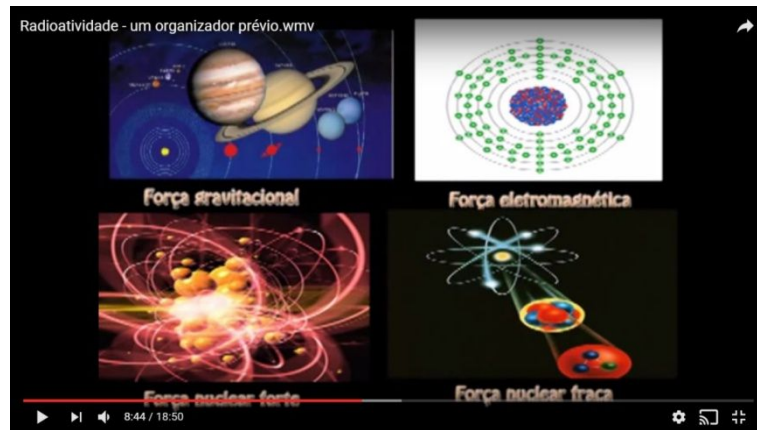 Radioatividade - um organizador prévio.wmv
Força gravitacional
Força eletromagnética
Força nuclear forte
Força nuclear fraca
8:44 / 18:50